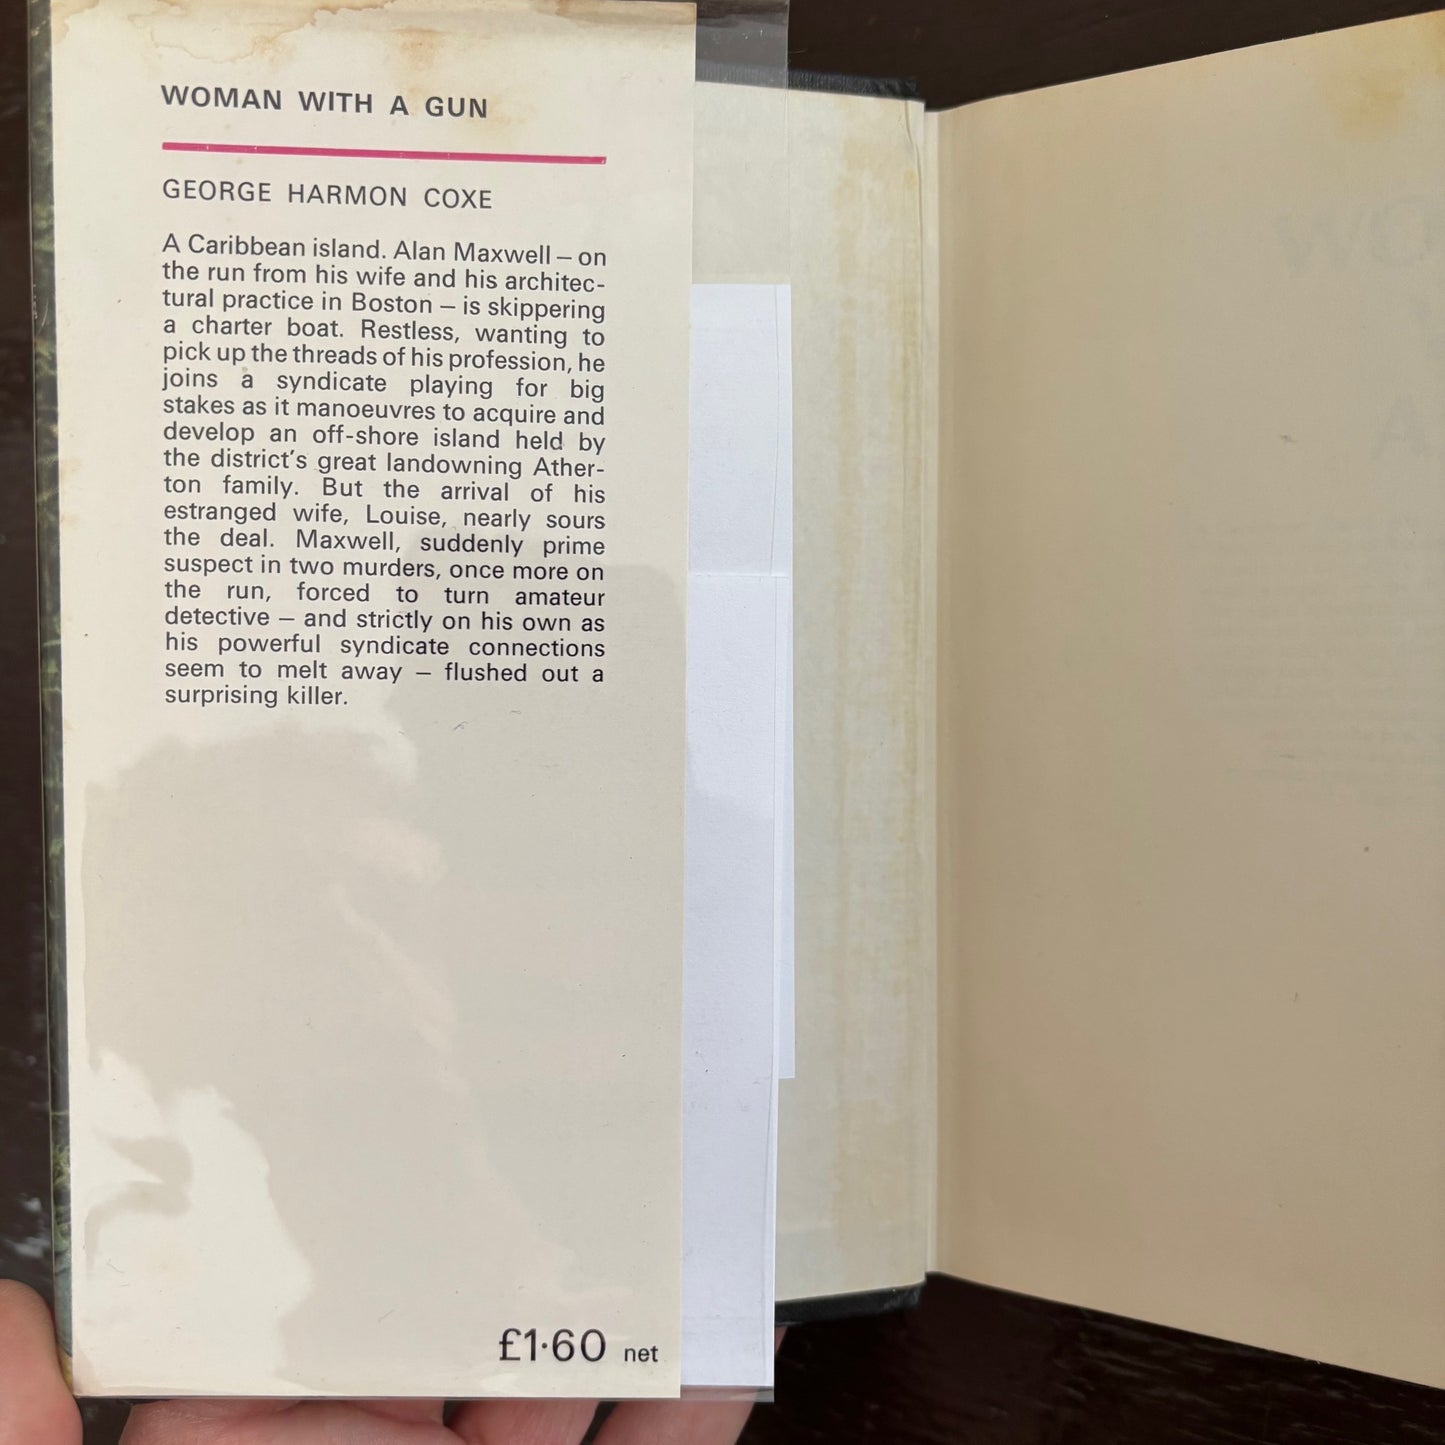 WOMAN WITH A GUN
GEORGE HARMON COXE
A Caribbean island. Alan Maxwell – on
the run from his wife and his architec-
tural practice in Boston – is skippering
a charter boat. Restless, wanting to
pick up the threads of his profession, he
joins a syndicate playing for big
stakes as it manoeuvres to acquire and
develop an off-shore island held by
the district's great landowning Ather-
ton family. But the arrival of his
estranged wife, Louise, nearly sours
the deal. Maxwell, suddenly prime
suspect in two murders, once more on
the run, forced to turn amateur
detective – and strictly on his own as
his powerful syndicate connections
seem to melt away – flushed out a
surprising killer.
£1·60 net